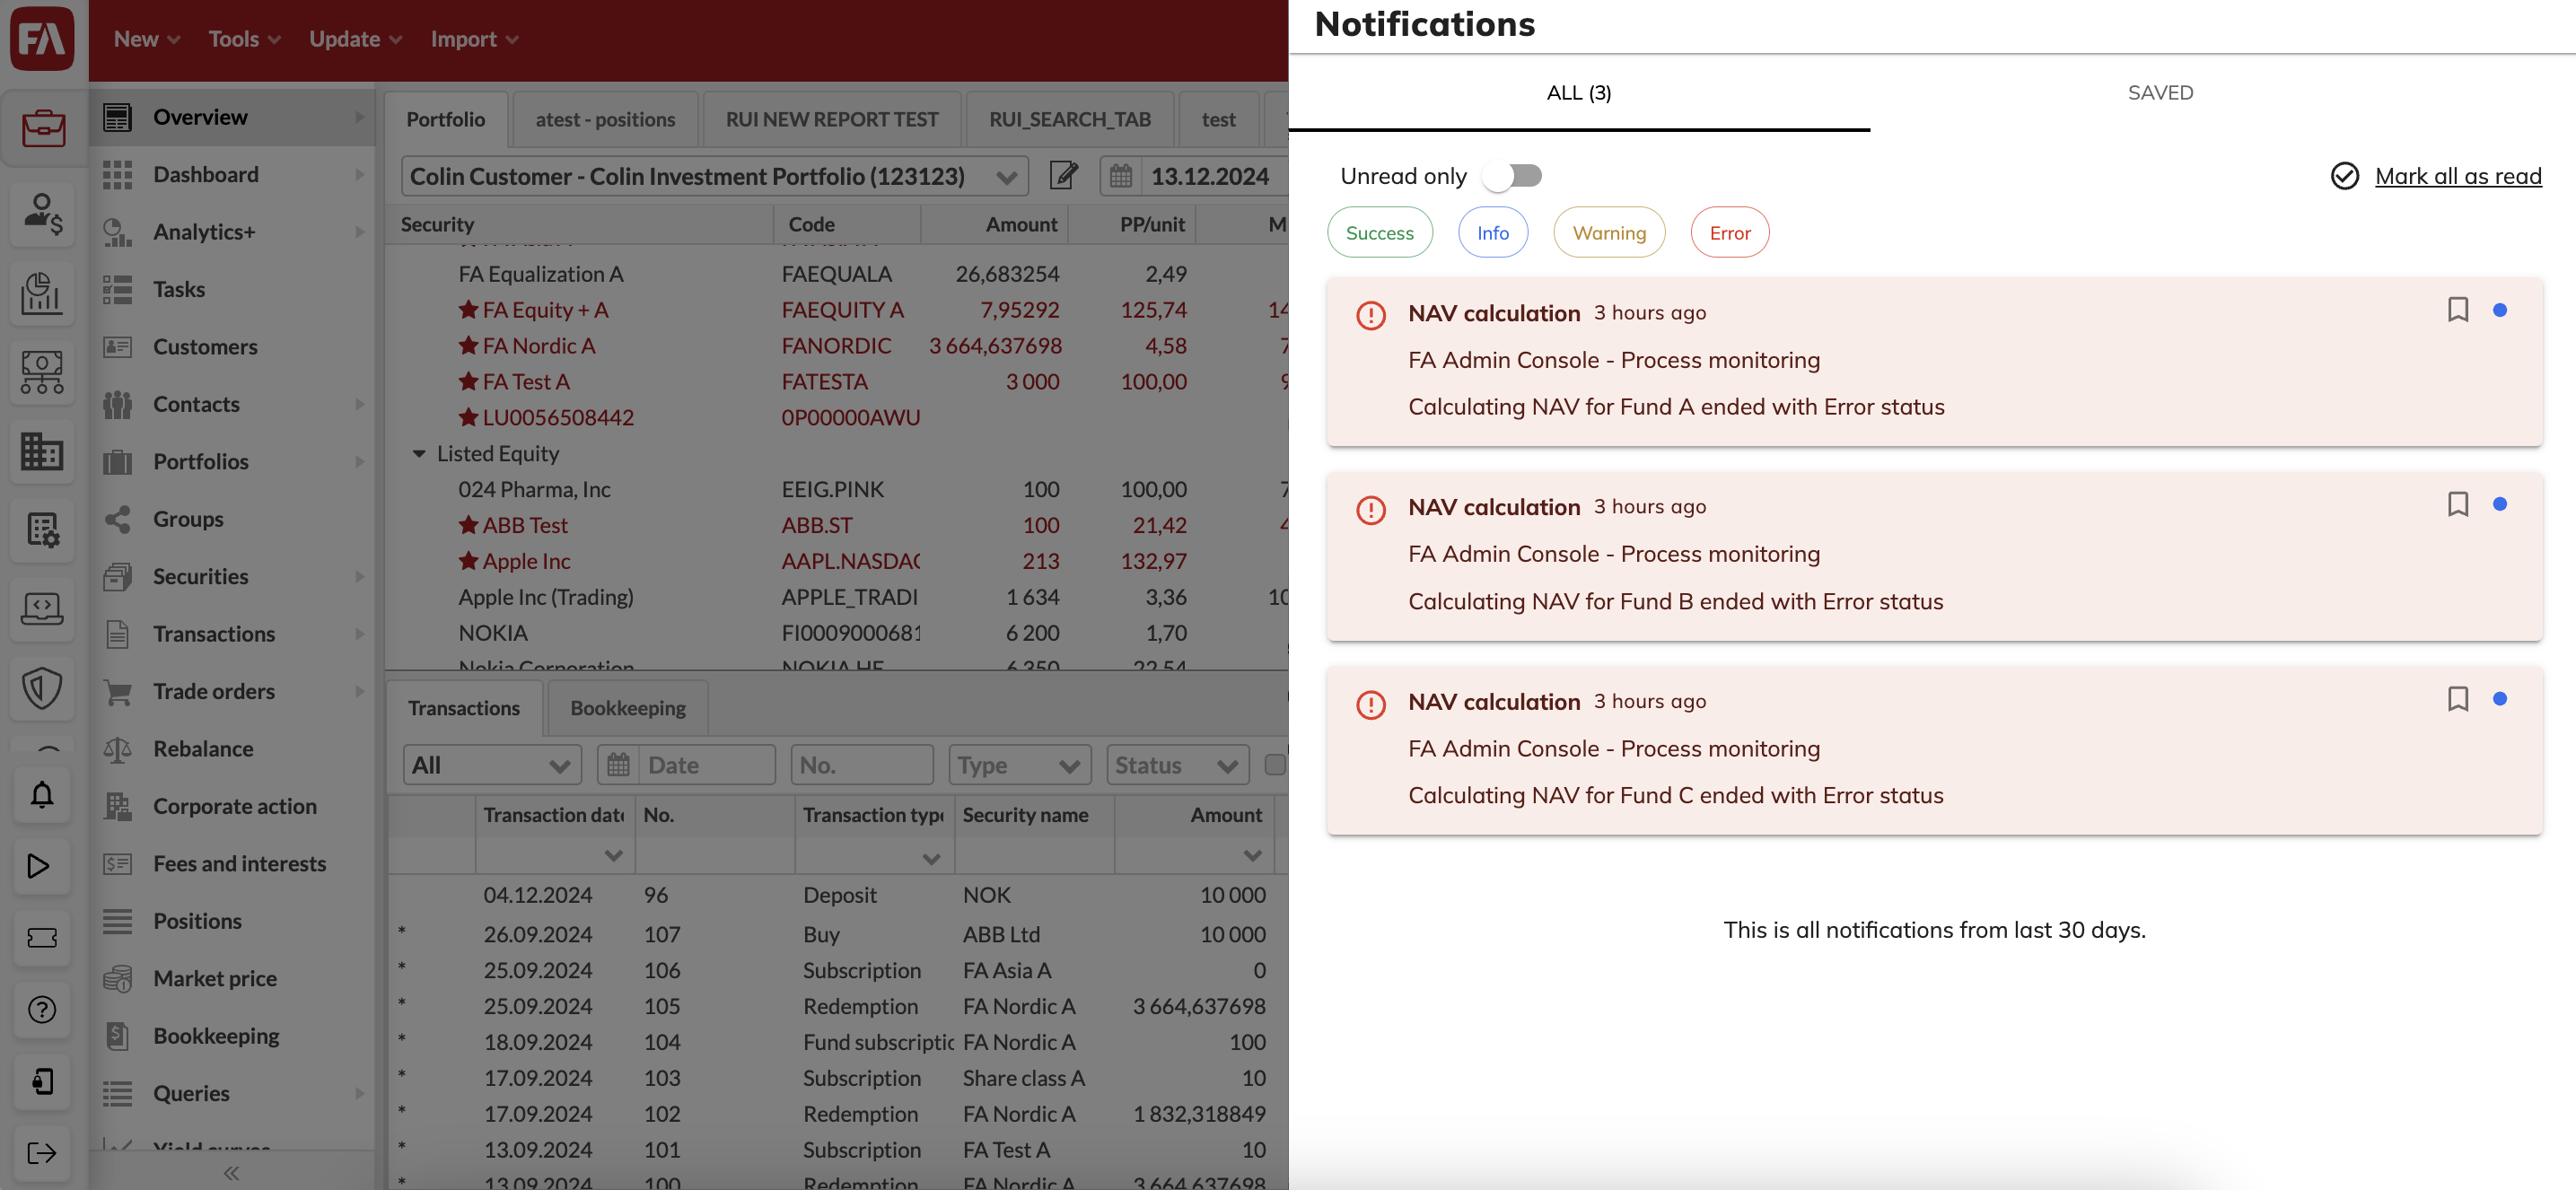 FA
New
Tools
Update
Import
Overview
Dashboard
Analytics+
Tasks
Customers
Contacts
Portfolios
Groups
Securities
Transactions
Trade orders
Rebalance
Corporate action
Fees and interests
Positions
Market price
Bookkeeping
Queries
Yield curves
Portfolio
atest - positions
RUI NEW REPORT TEST
RUI_SEARCH_TAB
test
Colin Customer - Colin Investment Portfolio (123123)
13.12.2024
Security Code Amount PP/unit M
FA Equalization A FAEQUALA 26,683254 2,49
FA Equity + A FAEQUITY A 7,95292 125,74 14
FA Nordic A FANORDIC 3 664,637698 4,58 7
FA Test A FATESTA 3 000 100,00 9
LU0056508442 0P00000AWU
Listed Equity
024 Pharma, Inc EEIG.PINK 100 100,00 7
ABB Test ABB.ST 100 21,42 4
Apple Inc AAPL.NASDAQ 213 132,97
Apple Inc (Trading) APPLE_TRADI 1 634 3,36 10
NOKIA FI0009000681 6 200 1,70
Nokia Corporation NOKIA.HE 6 350 22,54
Transactions
Bookkeeping
All
Date
No.
Type
Status
Transaction date No. Transaction type Security name Amount
04.12.2024 96 Deposit NOK 10 000
* 26.09.2024 107 Buy ABB Ltd 10 000
* 25.09.2024 106 Subscription FA Asia A 0
* 25.09.2024 105 Redemption FA Nordic A 3 664,637698
* 18.09.2024 104 Fund subscriptic FA Nordic A 100
* 17.09.2024 103 Subscription Share class A 10
* 17.09.2024 102 Redemption FA Nordic A 1 832,318849
* 13.09.2024 101 Subscription FA Test A 10
* 13.09.2024 100 Redemption FA Nordic A 3 664,637698
Notifications
ALL (3)
SAVED
Unread only
Mark all as read
Success
Info
Warning
Error
NAV calculation 3 hours ago
FA Admin Console - Process monitoring
Calculating NAV for Fund A ended with Error status
NAV calculation 3 hours ago
FA Admin Console - Process monitoring
Calculating NAV for Fund B ended with Error status
NAV calculation 3 hours ago
FA Admin Console - Process monitoring
Calculating NAV for Fund C ended with Error status
This is all notifications from last 30 days.